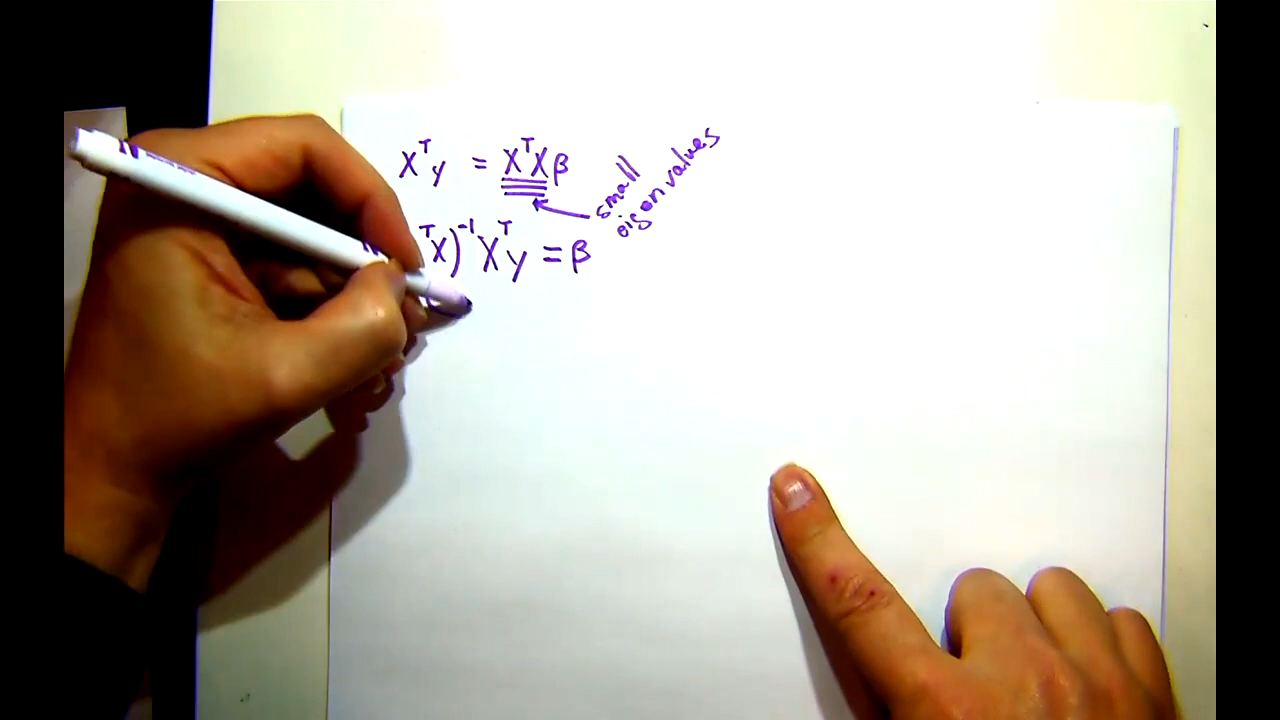 Xᵀy = XᵀXβ
small
eigenvalues
ᵀX)⁻¹Xᵀy = β